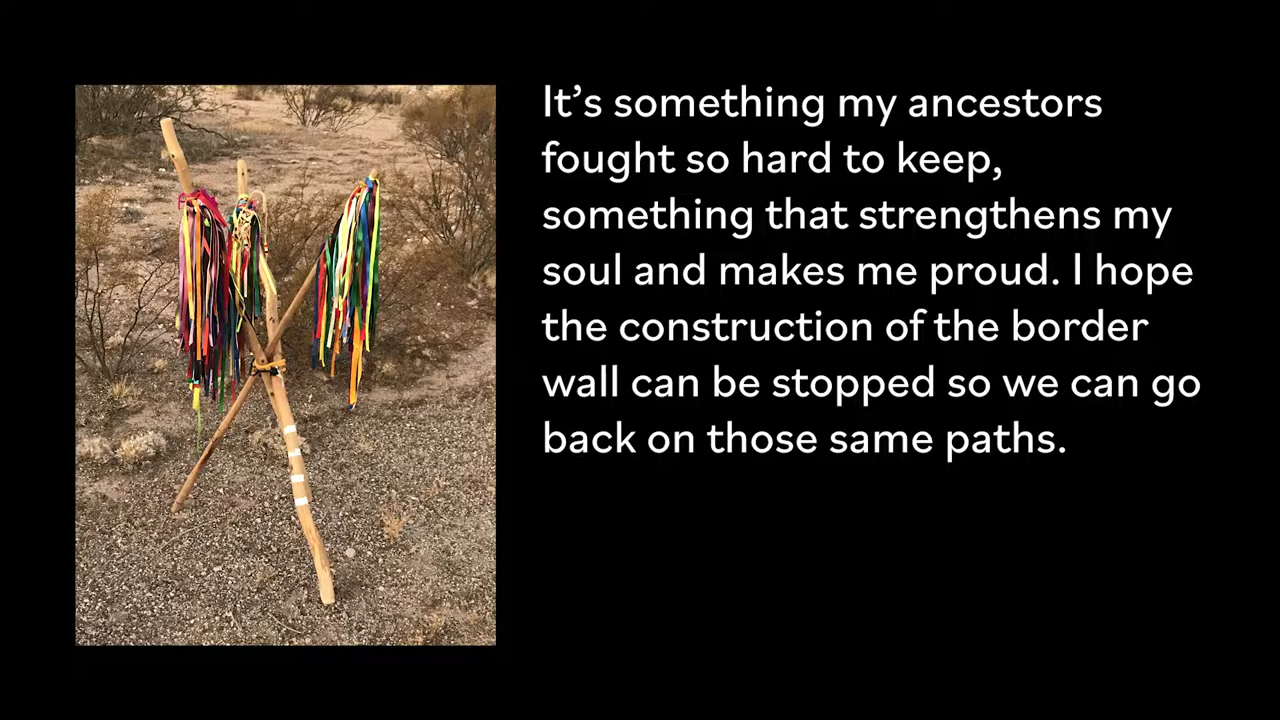 It’s something my ancestors
fought so hard to keep,
something that strengthens my
soul and makes me proud. I hope
the construction of the border
wall can be stopped so we can go
back on those same paths.